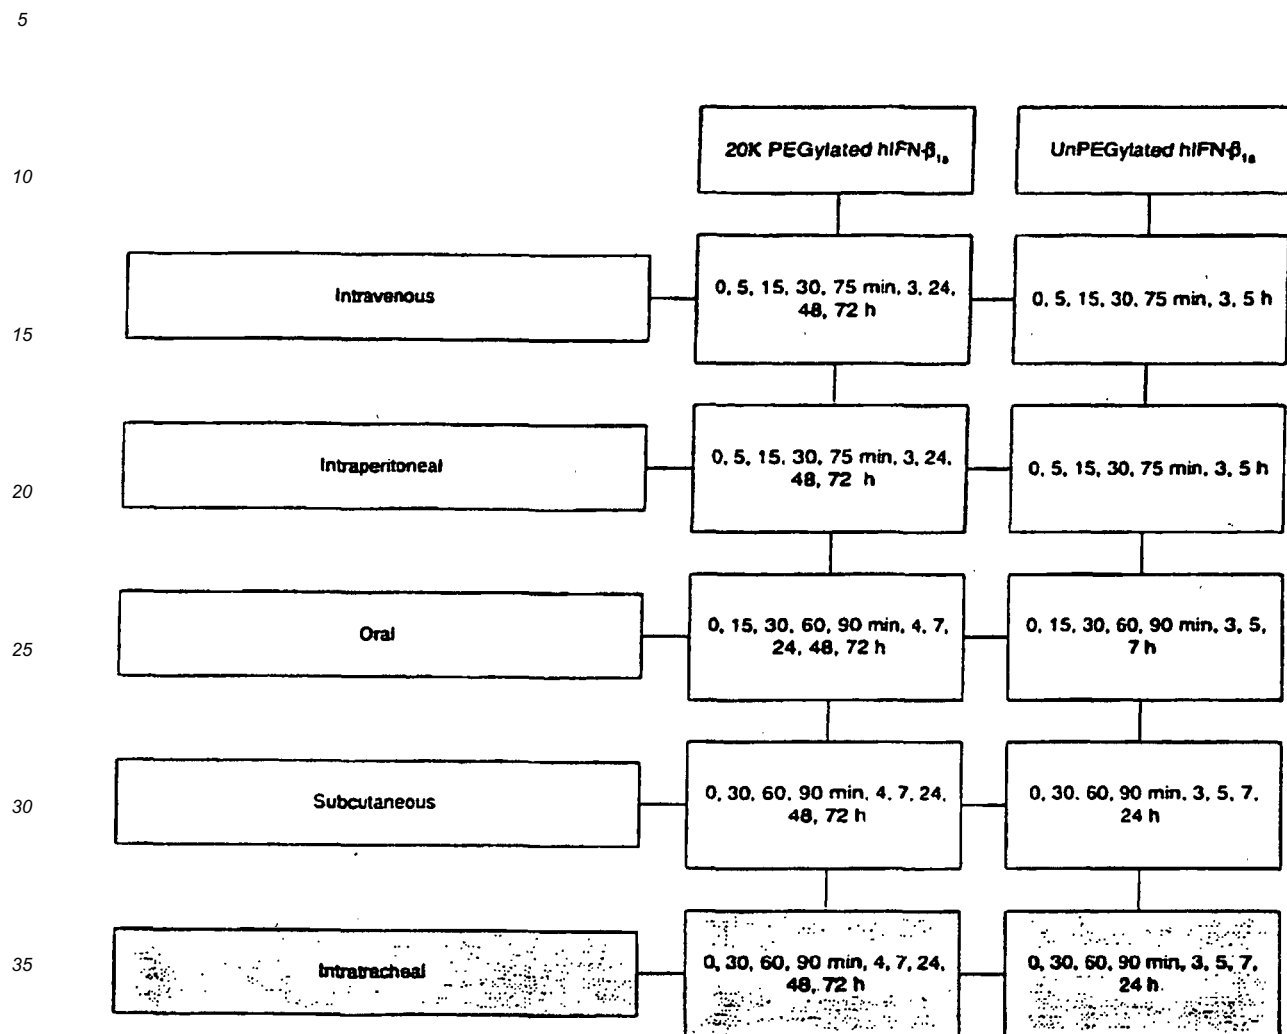 5
20K PEGylated hIFN-β1a
UnPEGylated hIFN-β1a
10
Intravenous
0, 5, 15, 30, 75 min, 3, 24,
48, 72 h
0, 5, 15, 30, 75 min, 3, 5 h
15
Intraperitoneal
0, 5, 15, 30, 75 min, 3, 24,
48, 72 h
0, 5, 15, 30, 75 min, 3, 5 h
20
Oral
0, 15, 30, 60, 90 min, 4, 7,
24, 48, 72 h
0, 15, 30, 60, 90 min, 3, 5,
7 h
25
Subcutaneous
0, 30, 60, 90 min, 4, 7, 24,
48, 72 h
0, 30, 60, 90 min, 3, 5, 7,
24 h
30
Intratracheal
0, 30, 60, 90 min, 4, 7, 24,
48, 72 h
0, 30, 60, 90 min, 3, 5, 7,
24 h
35